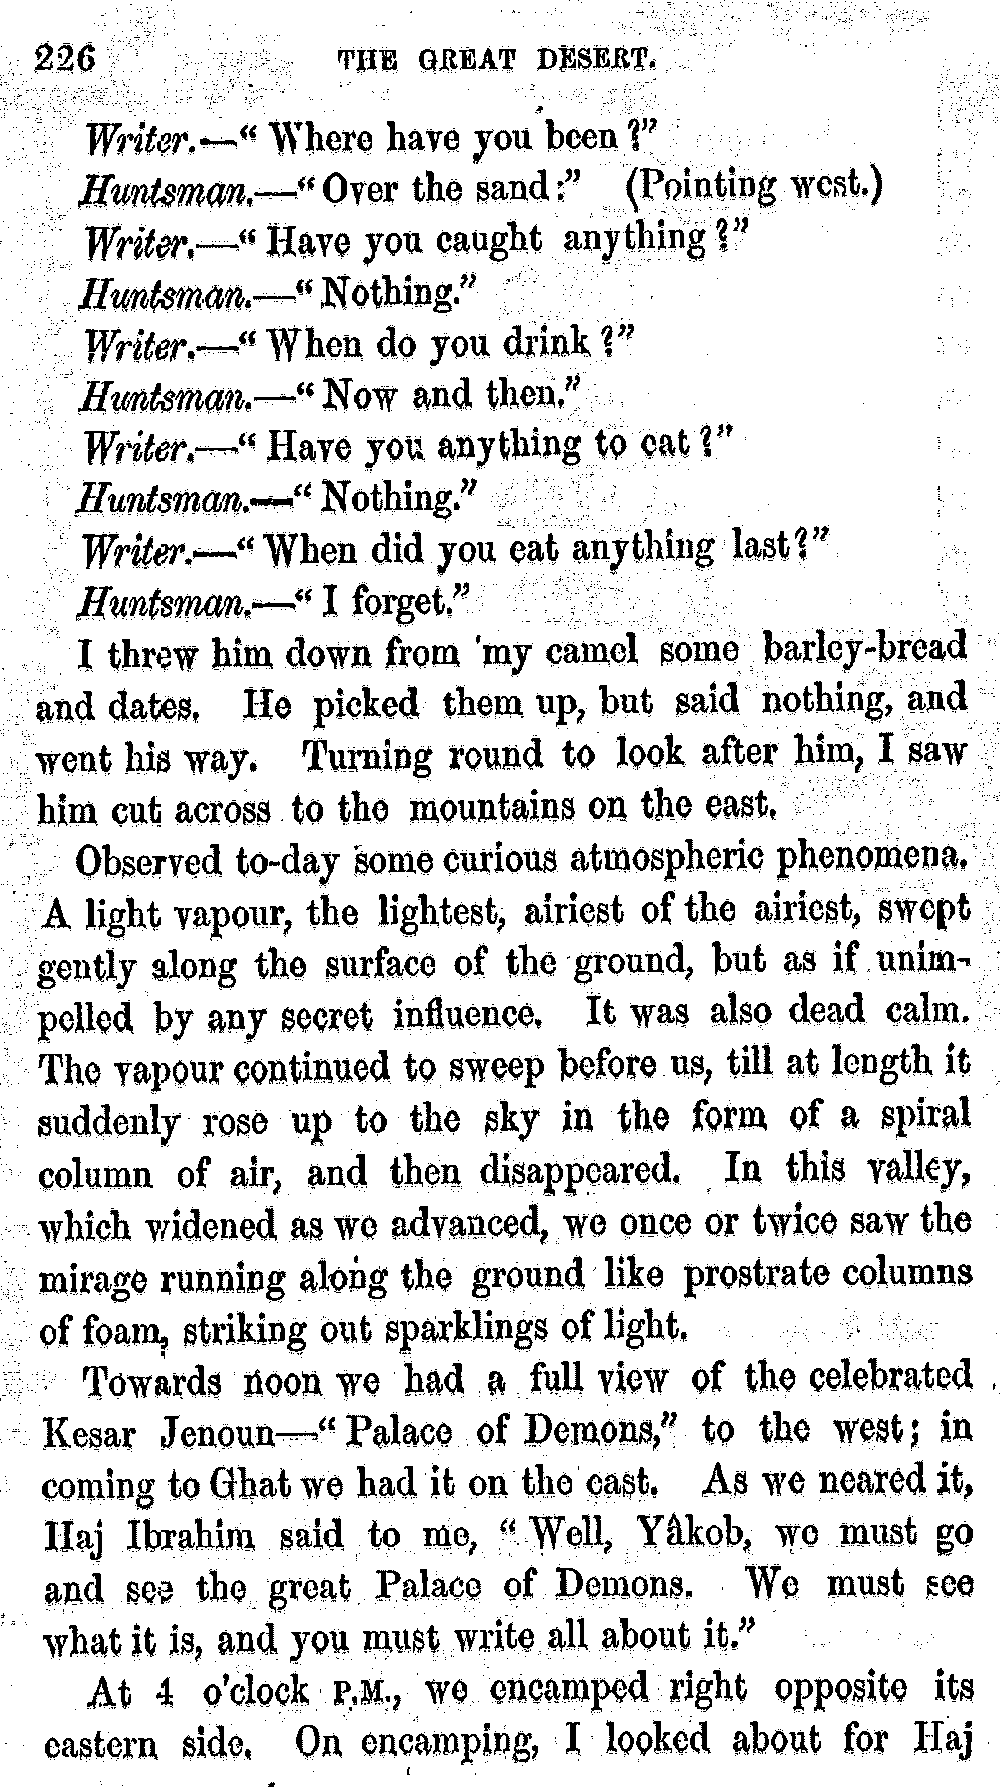 226 THE GREAT DESERT.
Writer.—“Where have you been?”
Huntsman.—“Over the sand:” (Pointing west.)
Writer.—“Have you caught anything?”
Huntsman.—“Nothing.”
Writer.—“When do you drink?”
Huntsman.—“Now and then.”
Writer.—“Have you anything to eat?”
Huntsman.—“Nothing.”
Writer.—“When did you eat anything last?”
Huntsman.—“I forget.”
I threw him down from my camel some barley-bread
and dates. He picked them up, but said nothing, and
went his way. Turning round to look after him, I saw
him cut across to the mountains on the east.
Observed to-day some curious atmospheric phenomena.
A light vapour, the lightest, airiest of the airiest, swept
gently along the surface of the ground, but as if unim-
pelled by any secret influence. It was also dead calm.
The vapour continued to sweep before us, till at length it
suddenly rose up to the sky in the form of a spiral
column of air, and then disappeared. In this valley,
which widened as we advanced, we once or twice saw the
mirage running along the ground like prostrate columns
of foam, striking out sparklings of light.
Towards noon we had a full view of the celebrated
Kesar Jenoun—“Palace of Demons,” to the west; in
coming to Ghat we had it on the east. As we neared it,
Haj Ibrahim said to me, “Well, Yâkob, we must go
and see the great Palace of Demons. We must see
what it is, and you must write all about it.”
At 4 o’clock P.M., we encamped right opposite its
eastern side. On encamping, I looked about for Haj